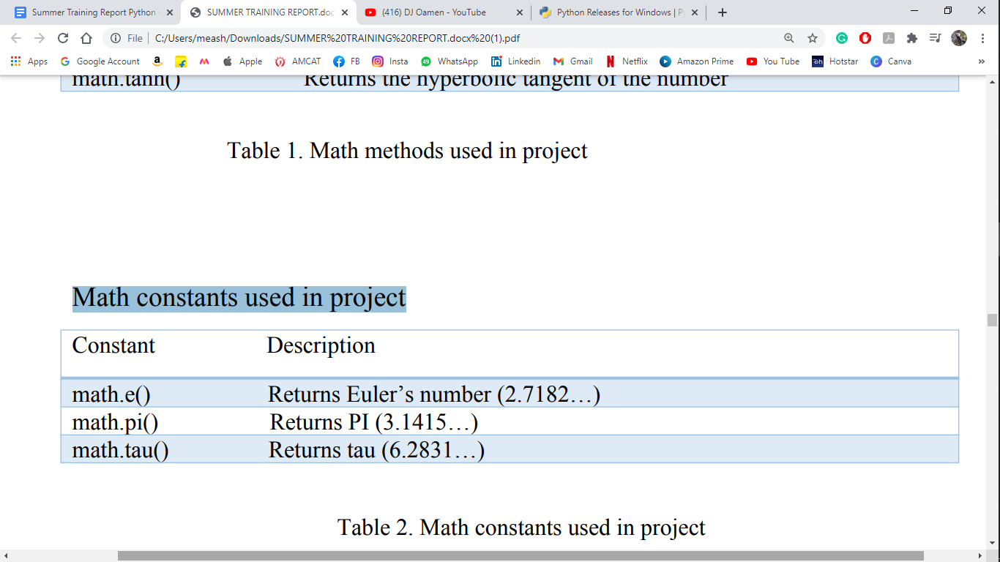 Summer Training Report Python
SUMMER TRAINING REPORT.doc
(416) DJ Oamen - YouTube
Python Releases for Windows | P
File
C:/Users/meash/Downloads/SUMMER%20TRAINING%20REPORT.docx%20(1).pdf
Apps
Google Account
AMCAT
Apple
FB
Insta
WhatsApp
Linkedin
Gmail
Netflix
Amazon Prime
You Tube
Hotstar
Canva
math.tanh() Returns the hyperbolic tangent of the number
Table 1. Math methods used in project
Math constants used in project
Constant Description
math.e() Returns Euler’s number (2.7182…)
math.pi() Returns PI (3.1415…)
math.tau() Returns tau (6.2831…)
Table 2. Math constants used in project